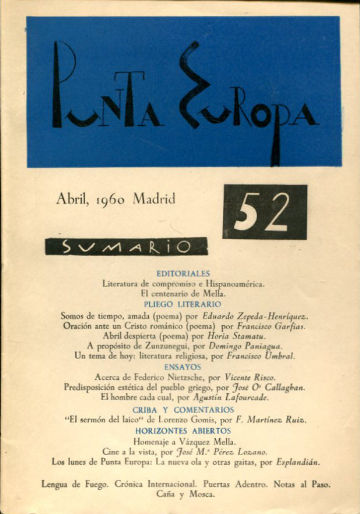 PUNTA EUROPA
Abril, 1960 Madrid
52
SUMARIO
EDITORIALES
Literatura de compromiso e Hispanoamérica.
El centenario de Mella.
PLIEGO LITERARIO
Somos de tiempo, amada (poema) por Eduardo Zepeda-Henríquez.
Oración ante un Cristo románico (poema) por Francisco Garfias.
Abril despierta (poema) por Horia Stamatu.
A propósito de Zunzunegui, por Domingo Paniagua.
Un tema de hoy: literatura religiosa, por Francisco Umbral.
ENSAYOS
Acerca de Federico Nietzsche, por Vicente Risco.
Predisposición estética del pueblo griego, por José Oº Callaghan.
El hombre cada cual, por Agustín Lafourcade.
CRIBA Y COMENTARIOS
"El sermón del laico" de Lorenzo Gomis, por F. Martínez Ruiz.
HORIZONTES ABIERTOS
Homenaje a Vázquez Mella.
Cine a la vista, por José M.ª Pérez Lozano.
Los lunes de Punta Europa: La nueva ola y otras gaitas, por Esplandián.
Lengua de Fuego. Crónica Internacional. Puertas Adentro. Notas al Paso.
Caña y Mosca.